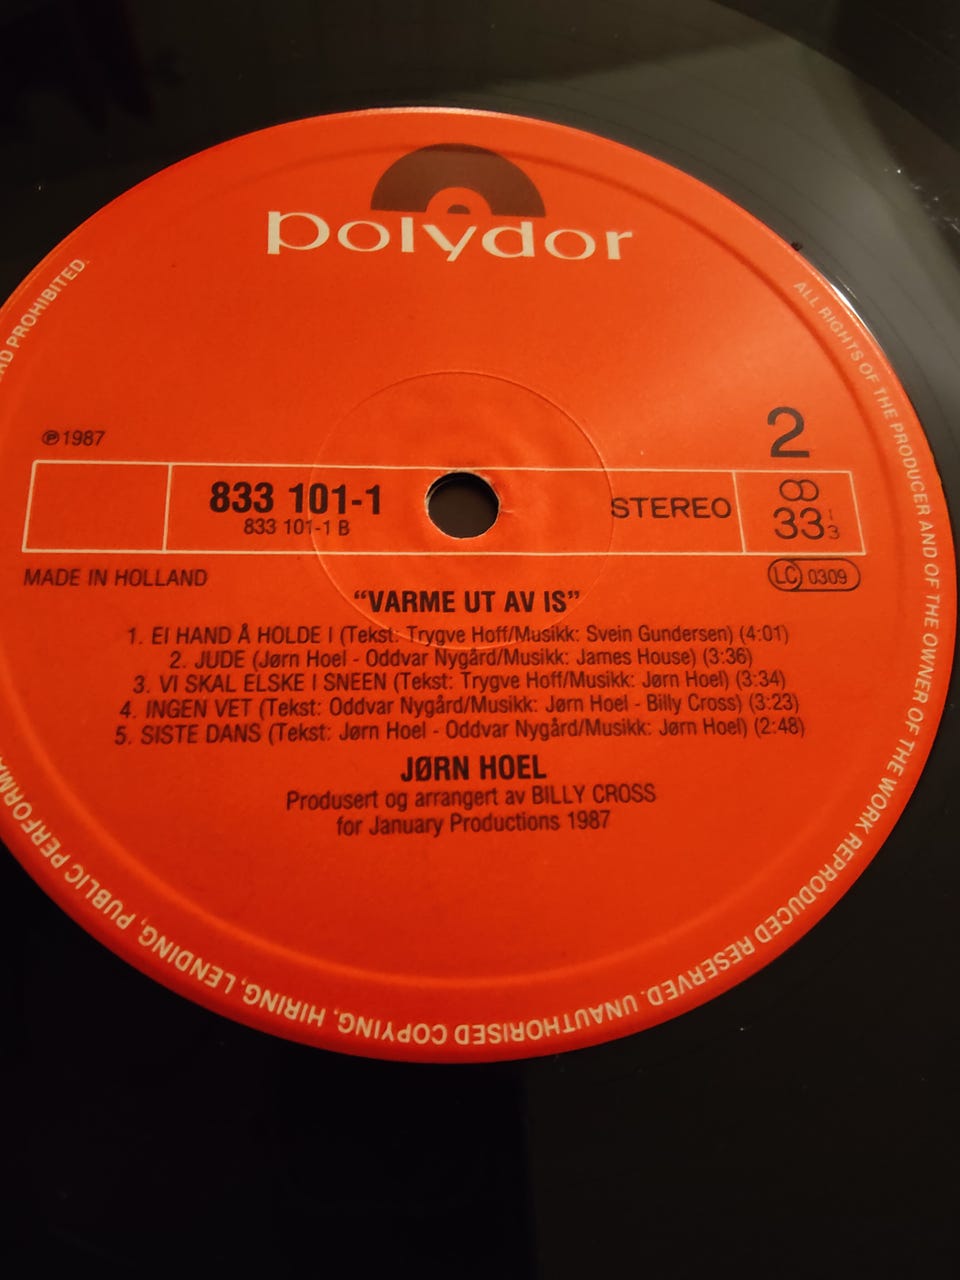 polydor
℗1987
2
833 101-1
833 101-1 B
STEREO
33 1/3
MADE IN HOLLAND
LC 0309
"VARME UT AV IS"
1. EI HAND Å HOLDE I (Tekst: Trygve Hoff/Musikk: Svein Gundersen) (4:01)
2. JUDE (Jørn Hoel - Oddvar Nygård/Musikk: James House) (3:36)
3. VI SKAL ELSKE I SNEEN (Tekst: Trygve Hoff/Musikk: Jørn Hoel) (3:34)
4. INGEN VET (Tekst: Oddvar Nygård/Musikk: Jørn Hoel - Billy Cross) (3:23)
5. SISTE DANS (Tekst: Jørn Hoel - Oddvar Nygård/Musikk: Jørn Hoel) (2:48)
JØRN HOEL
Produsert og arrangert av BILLY CROSS
for January Productions 1987
ALL RIGHTS OF THE PRODUCER AND OF THE OWNER OF THE WORK REPRODUCED RESERVED. UNAUTHORISED COPYING, HIRING, LENDING, PUBLIC PROHIBITED.